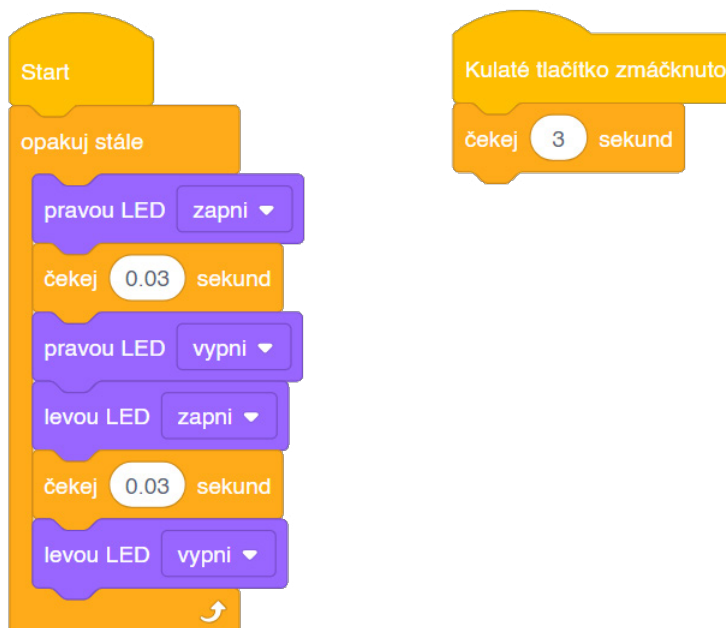 Start
opakuj stále
pravou LED zapni
čekej 0.03 sekund
pravou LED vypni
levou LED zapni
čekej 0.03 sekund
levou LED vypni
Kulaté tlačítko zmáčknuto
čekej 3 sekund